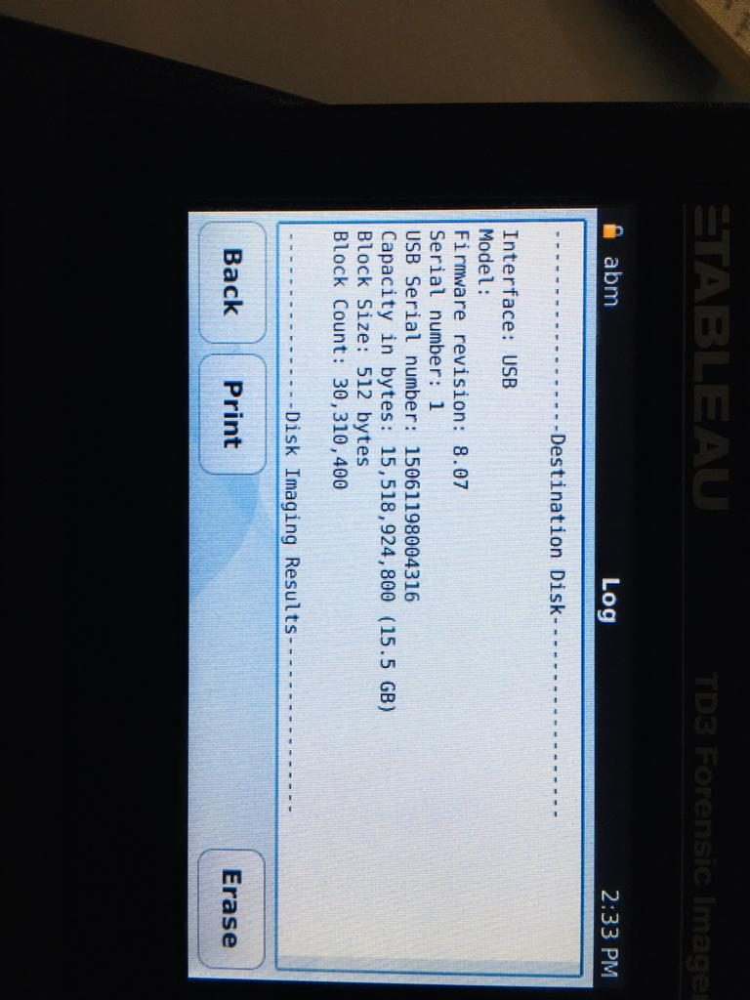 TABLEAU TD3 Forensic Imager
abm Log 2:33 PM
---------------------Destination Disk---------------------
Interface: USB
Model:
Firmware revision: 8.07
Serial number: 1
USB Serial number: 15061198004316
Capacity in bytes: 15,518,924,800 (15.5 GB)
Block Size: 512 bytes
Block Count: 30,310,400
-------------------Disk Imaging Results-------------------
Back Print Erase